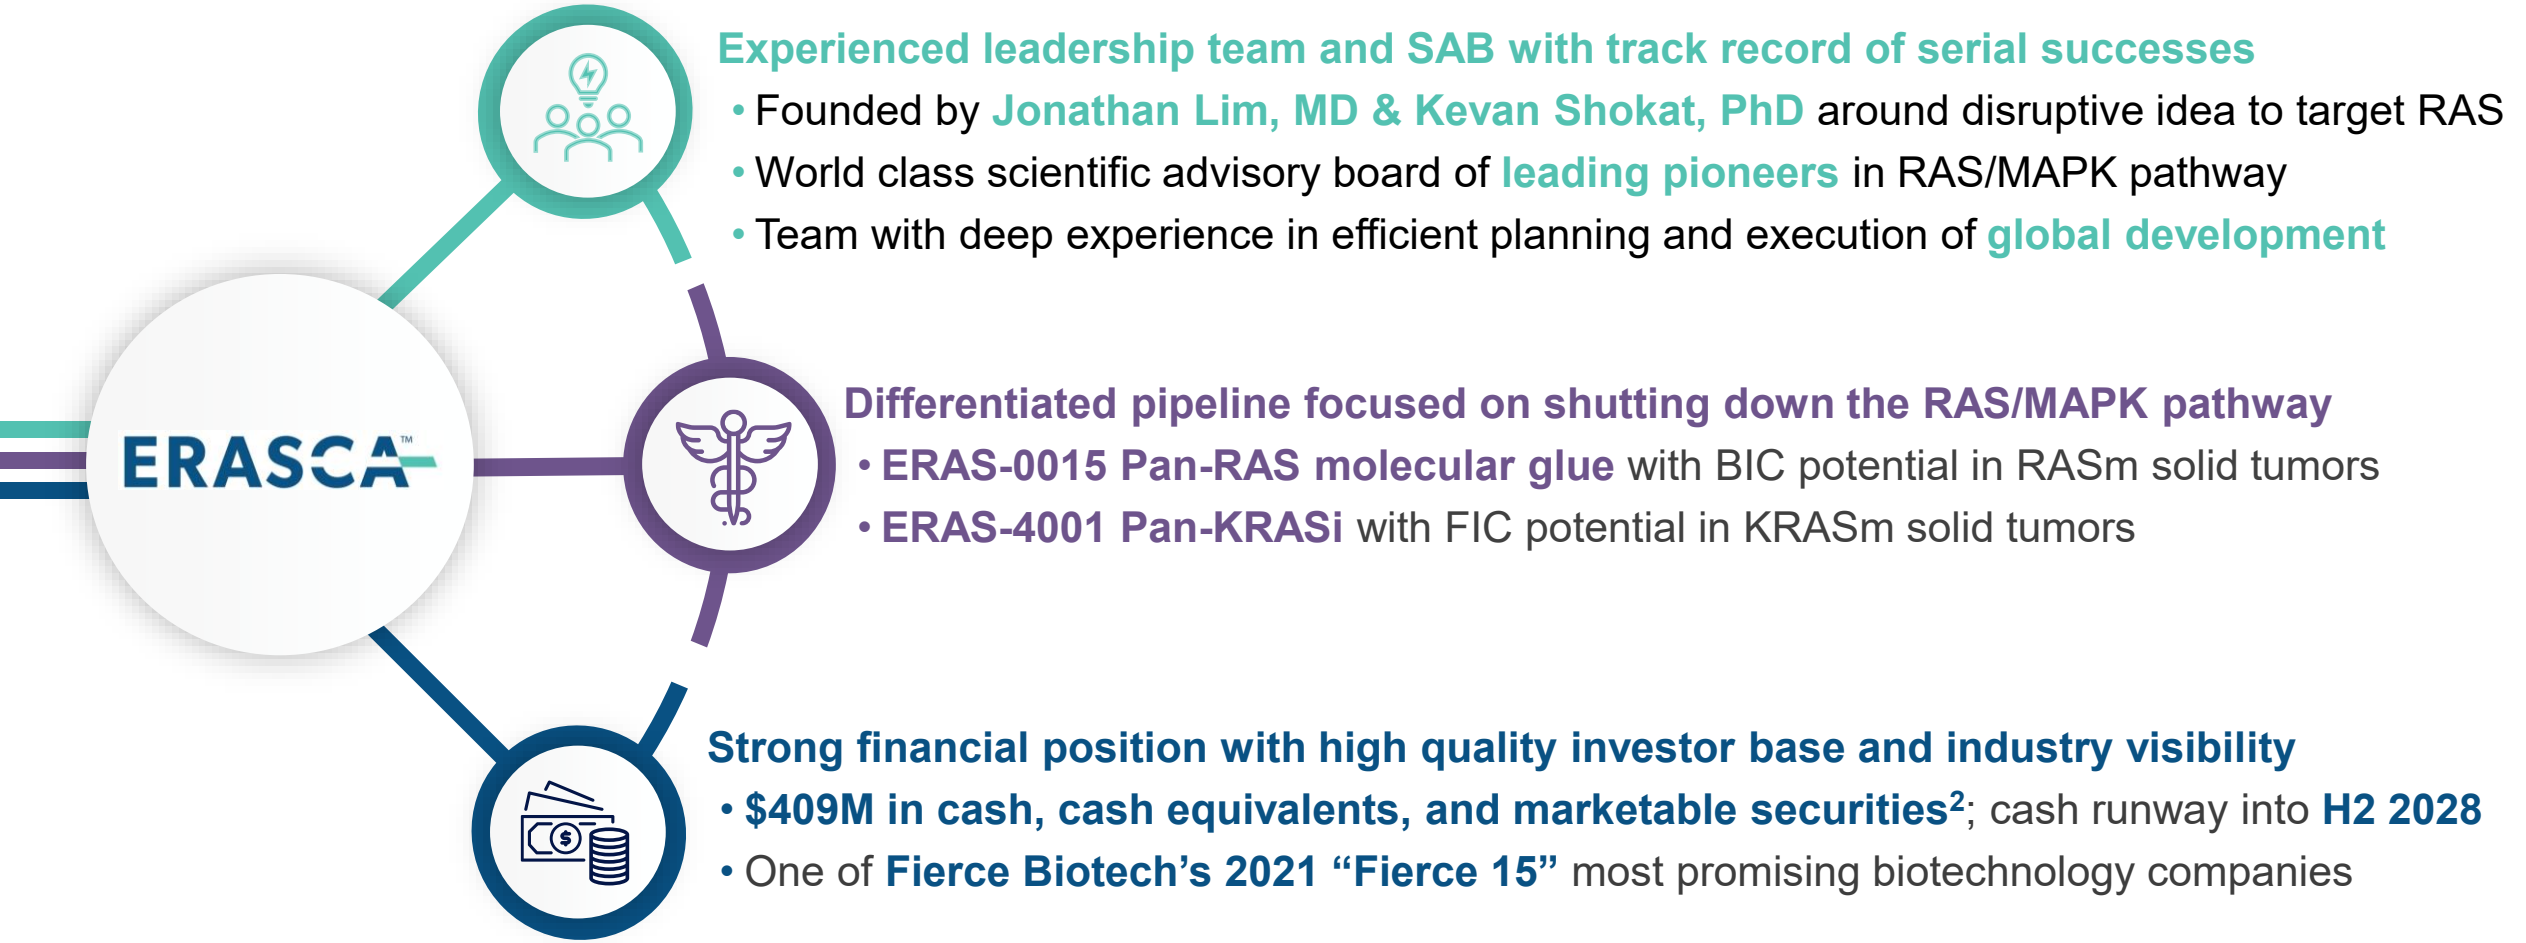 Experienced leadership team and SAB with track record of serial successes
• Founded by Jonathan Lim, MD & Kevan Shokat, PhD around disruptive idea to target RAS
• World class scientific advisory board of leading pioneers in RAS/MAPK pathway
• Team with deep experience in efficient planning and execution of global development
ERASCA™
Differentiated pipeline focused on shutting down the RAS/MAPK pathway
• ERAS-0015 Pan-RAS molecular glue with BIC potential in RASm solid tumors
• ERAS-4001 Pan-KRASi with FIC potential in KRASm solid tumors
Strong financial position with high quality investor base and industry visibility
• $409M in cash, cash equivalents, and marketable securities²; cash runway into H2 2028
• One of Fierce Biotech’s 2021 “Fierce 15” most promising biotechnology companies